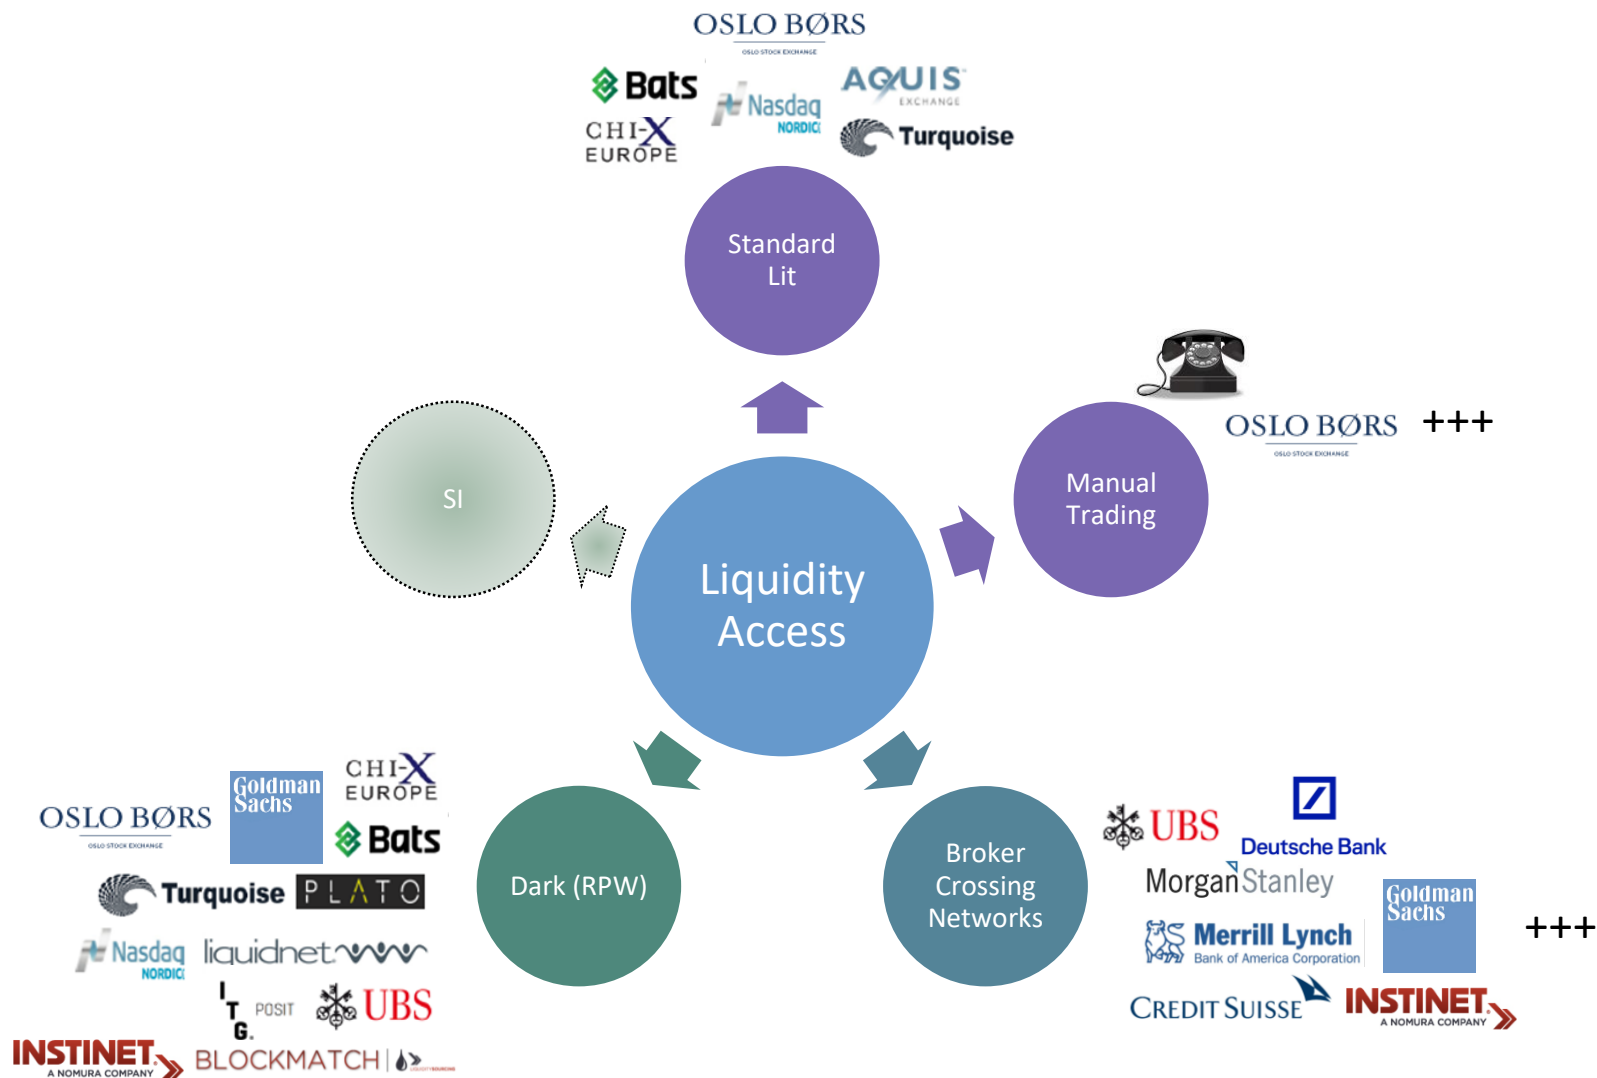 OSLO BØRS
OSLO STOCK EXCHANGE
Bats
Nasdaq
NORDIC
AQUIS
EXCHANGE
CHI-X
EUROPE
Turquoise
Standard
Lit
OSLO BØRS
OSLO STOCK EXCHANGE
+++
Manual
Trading
SI
Liquidity
Access
OSLO BØRS
OSLO STOCK EXCHANGE
Goldman
Sachs
CHI-X
EUROPE
Bats
Turquoise
PLATO
Nasdaq
NORDIC
liquidnet
ITG.
POSIT
UBS
INSTINET
A NOMURA COMPANY
BLOCKMATCH
Dark (RPW)
Broker
Crossing
Networks
UBS
Deutsche Bank
Morgan Stanley
Goldman
Sachs
Merrill Lynch
Bank of America Corporation
+++
CREDIT SUISSE
INSTINET
A NOMURA COMPANY